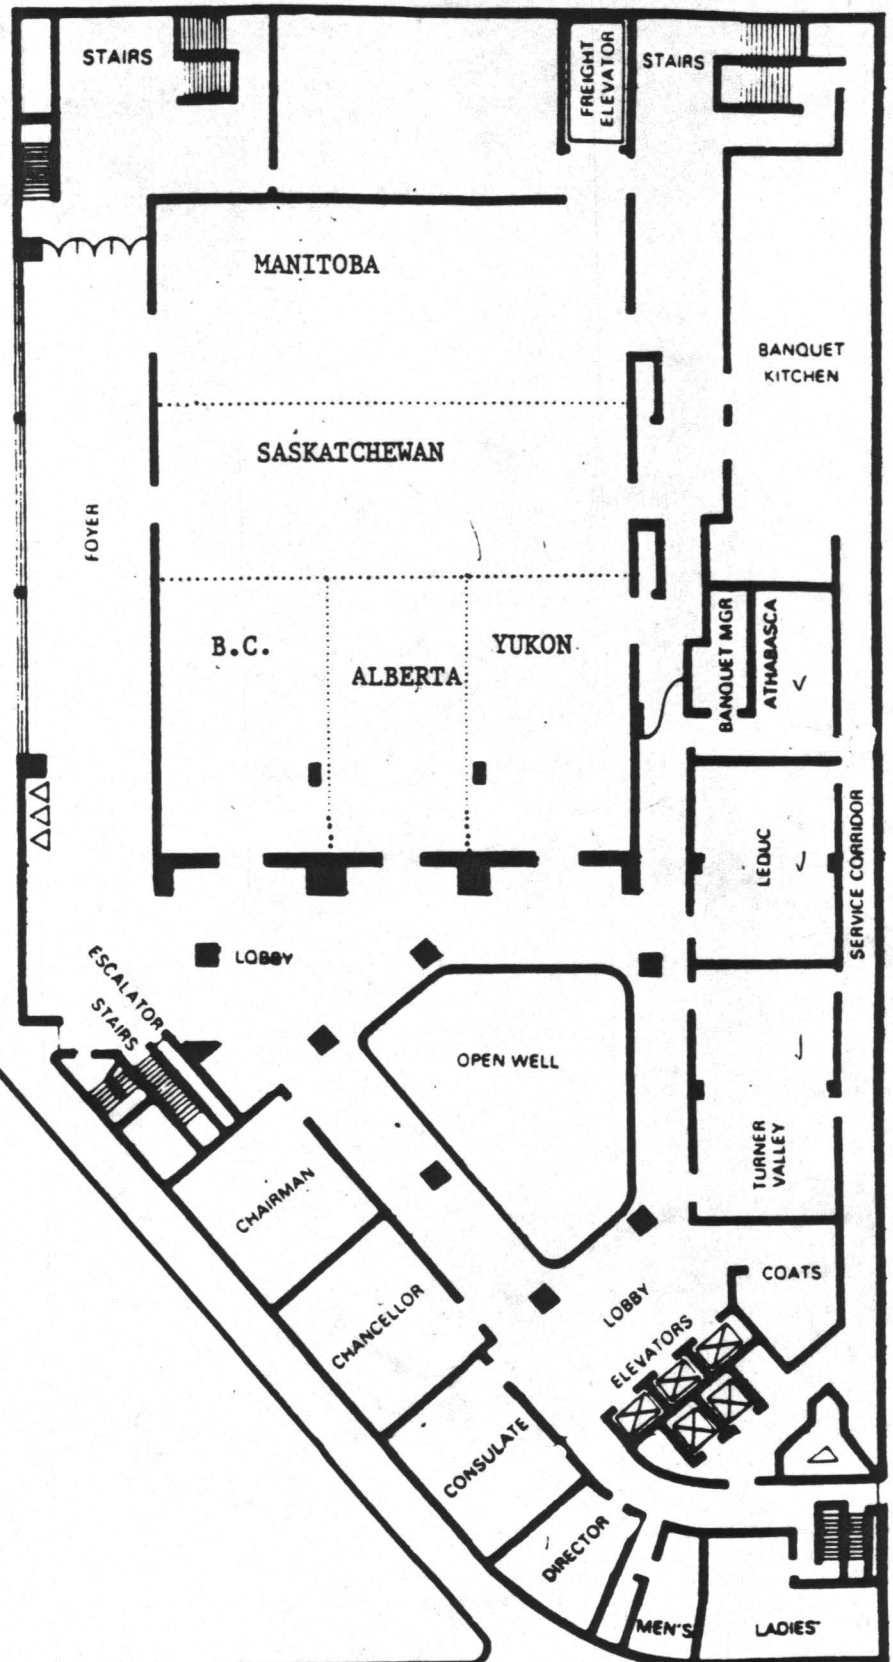 STAIRS
FREIGHT
ELEVATOR
STAIRS
MANITOBA
BANQUET
KITCHEN
SASKATCHEWAN
FOYER
B.C.
ALBERTA
YUKON
BANQUET MGR
ATHABASCA
LEDUC
SERVICE CORRIDOR
LOBBY
ESCALATOR
STAIRS
OPEN WELL
TURNER
VALLEY
CHAIRMAN
CHANCELLOR
COATS
LOBBY
ELEVATORS
CONSULATE
DIRECTOR
MEN'S
LADIES'